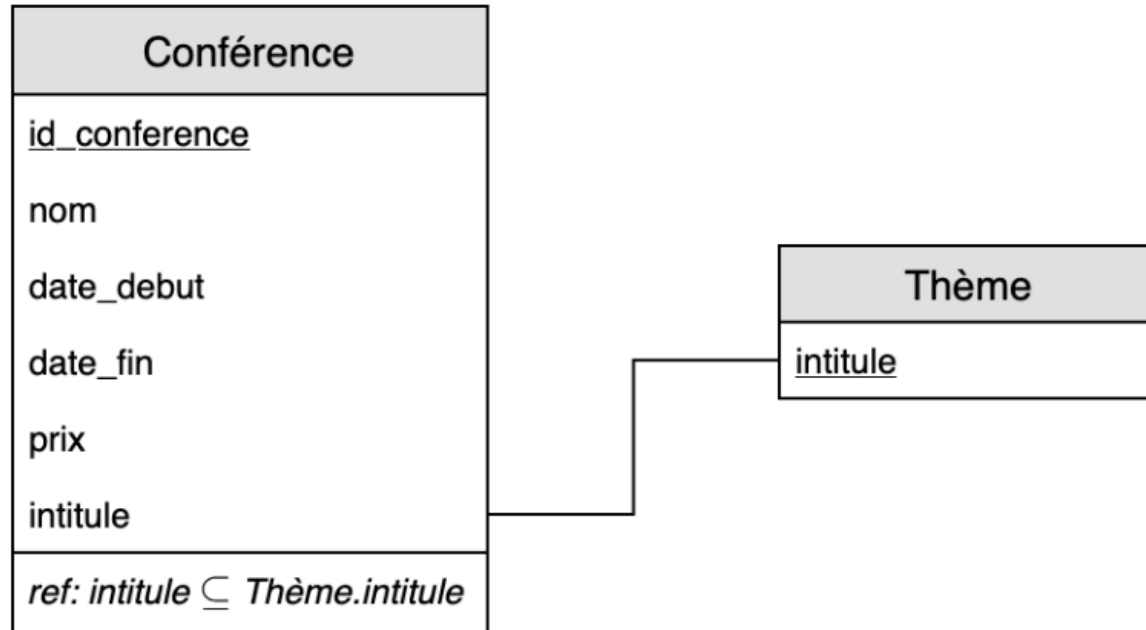 Conférence
id_conference
nom
date_debut
date_fin
prix
intitule
ref: intitule ⊆ Thème.intitule
Thème
intitule